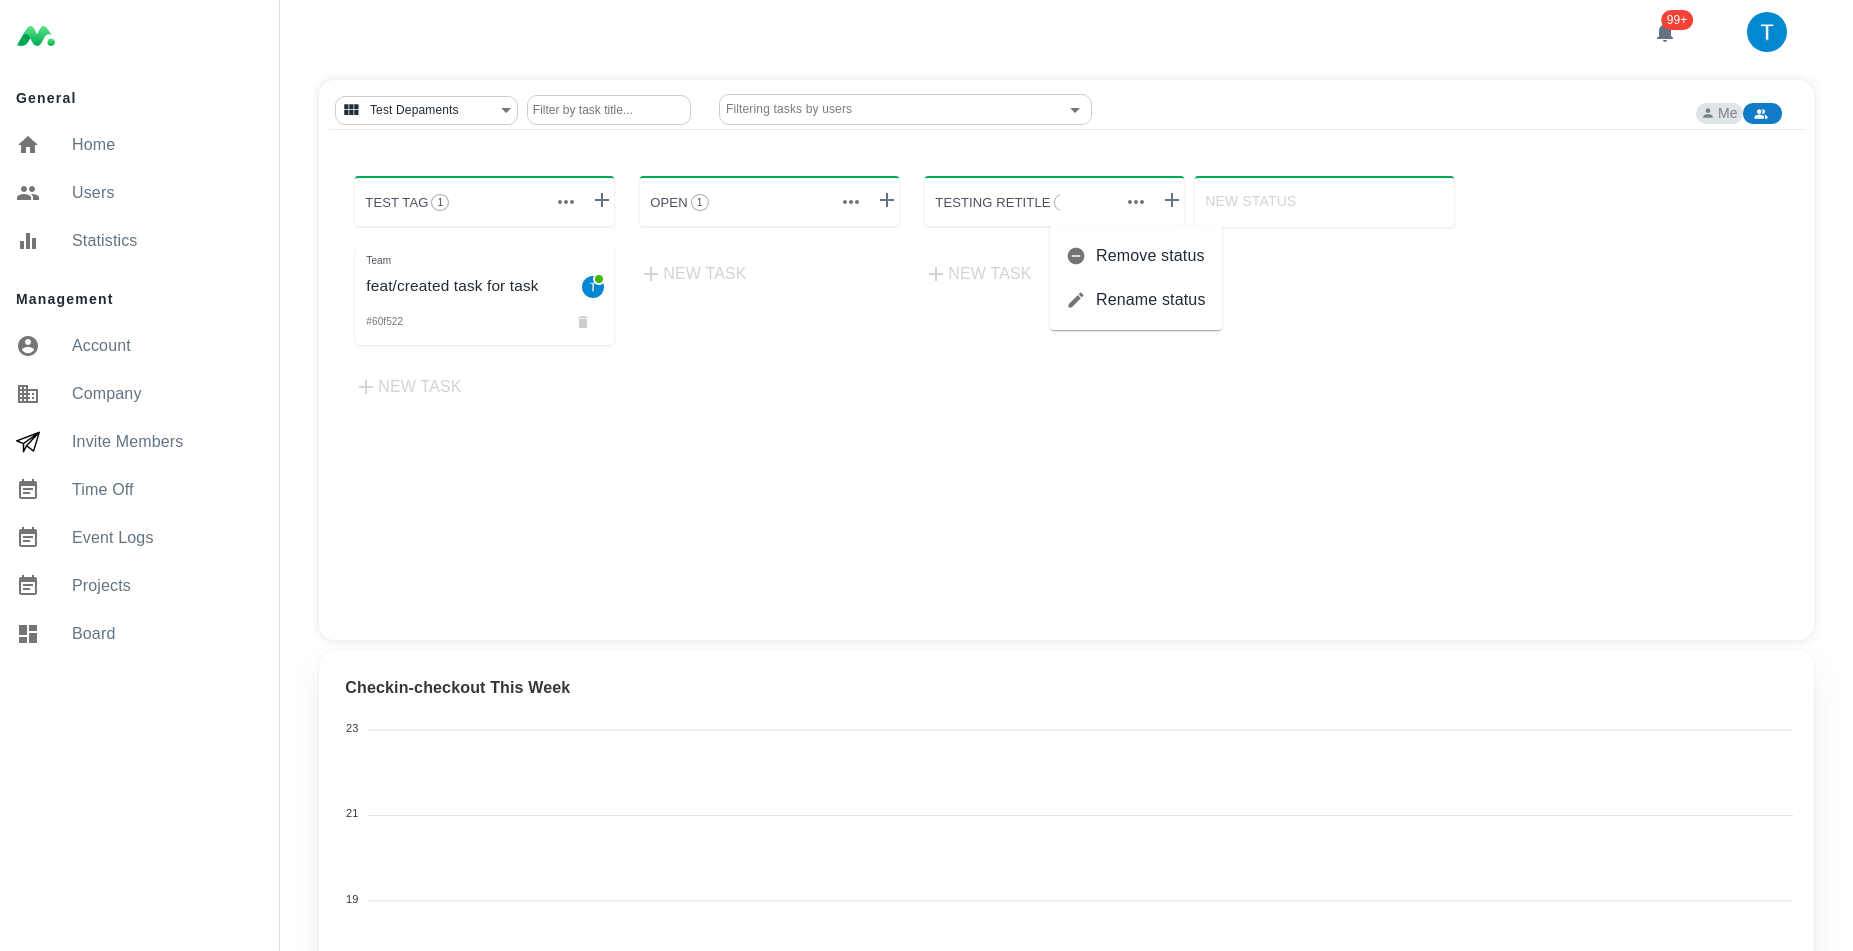 99+
T
General
Home
Users
Statistics
Management
Account
Company
Invite Members
Time Off
Event Logs
Projects
Board
Test Depaments
Filter by task title...
Filtering tasks by users
Me
TEST TAG 1
OPEN 1
TESTING RETITLE
NEW STATUS
Team
feat/created task for task
T
#60f522
NEW TASK
NEW TASK
NEW TASK
Remove status
Rename status
Checkin-checkout This Week
23
21
19